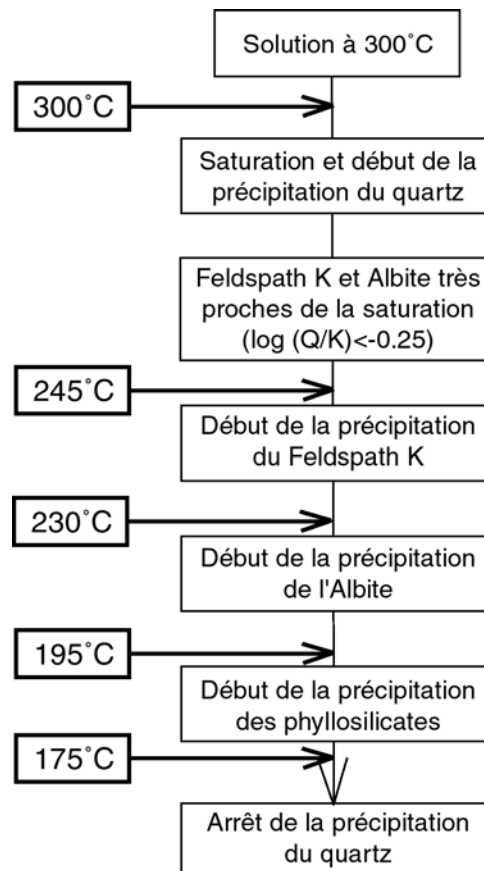 Solution à 300˚C
300˚C
Saturation et début de la
précipitation du quartz
Feldspath K et Albite très
proches de la saturation
(log (Q/K)<-0.25)
245˚C
Début de la précipitation
du Feldspath K
230˚C
Début de la précipitation
de l'Albite
195˚C
Début de la précipitation
des phyllosilicates
175˚C
Arrêt de la précipitation
du quartz